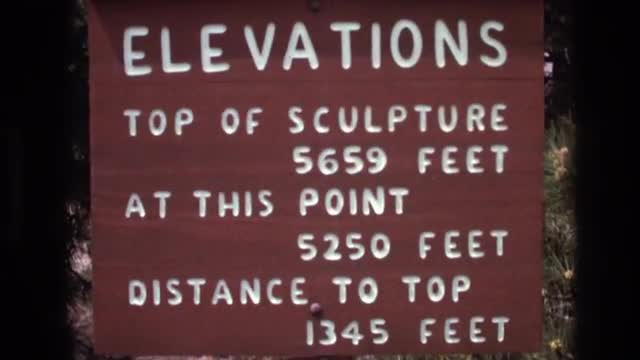 ELEVATIONS
TOP OF SCULPTURE
5659 FEET
AT THIS POINT
5250 FEET
DISTANCE TO TOP
1345 FEET